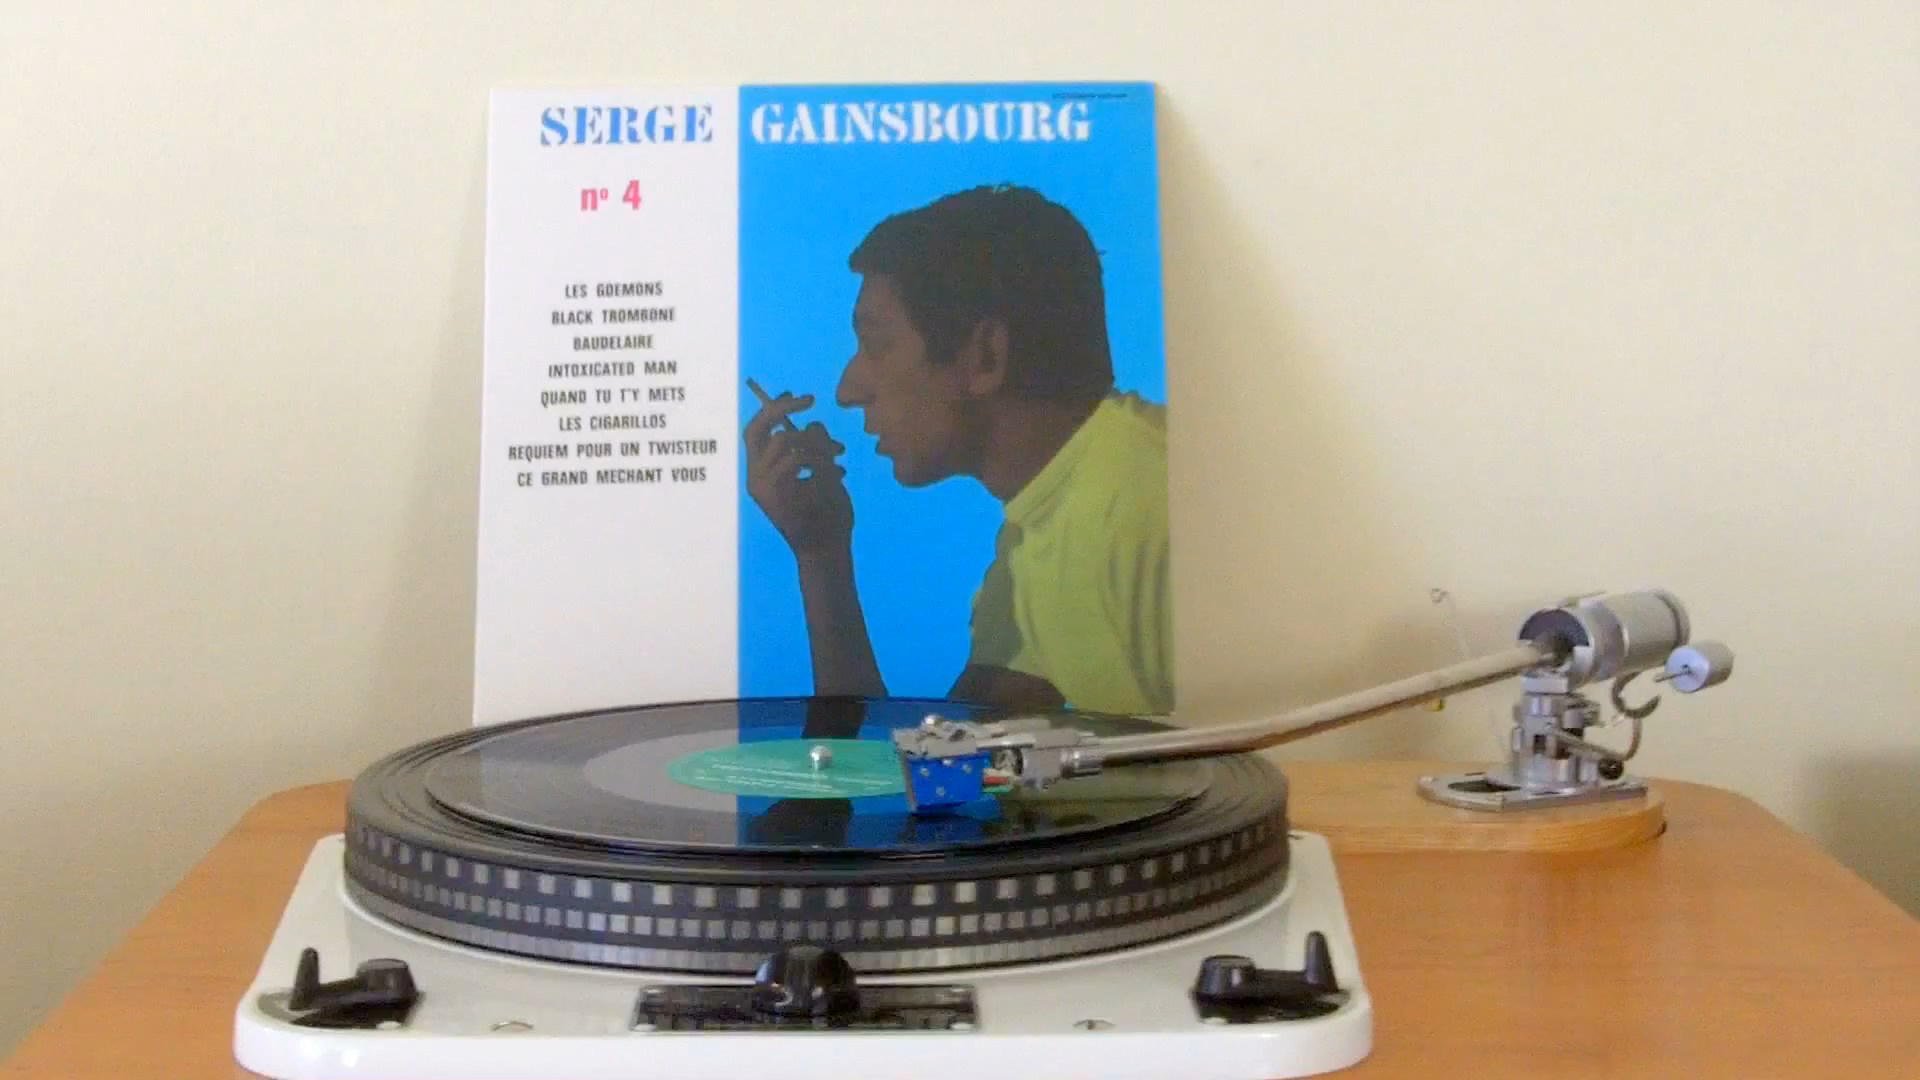 SERGE GAINSBOURG
nº 4
LES GOEMONS
BLACK TROMBONE
BAUDELAIRE
INTOXICATED MAN
QUAND TU T'Y METS
LES CIGARILLOS
REQUIEM POUR UN TWISTEUR
CE GRAND MECHANT VOUS